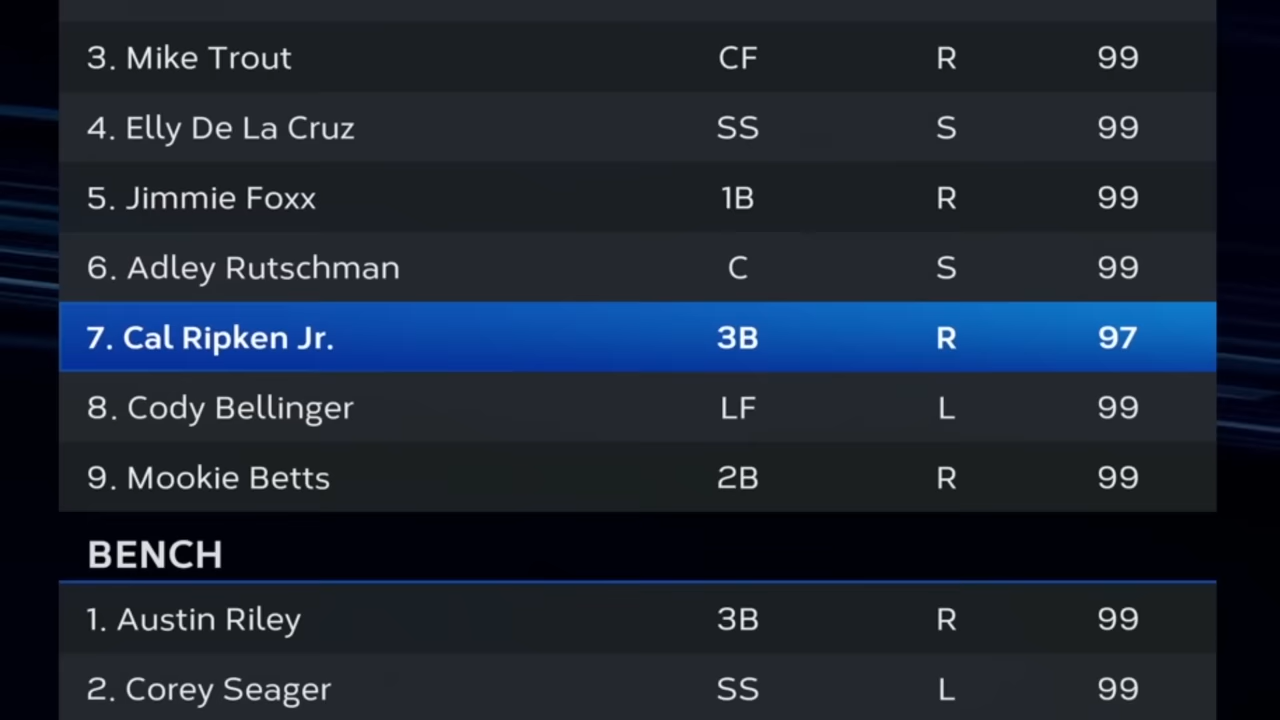 3. Mike Trout CF R 99
4. Elly De La Cruz SS S 99
5. Jimmie Foxx 1B R 99
6. Adley Rutschman C S 99
7. Cal Ripken Jr. 3B R 97
8. Cody Bellinger LF L 99
9. Mookie Betts 2B R 99
BENCH
1. Austin Riley 3B R 99
2. Corey Seager SS L 99